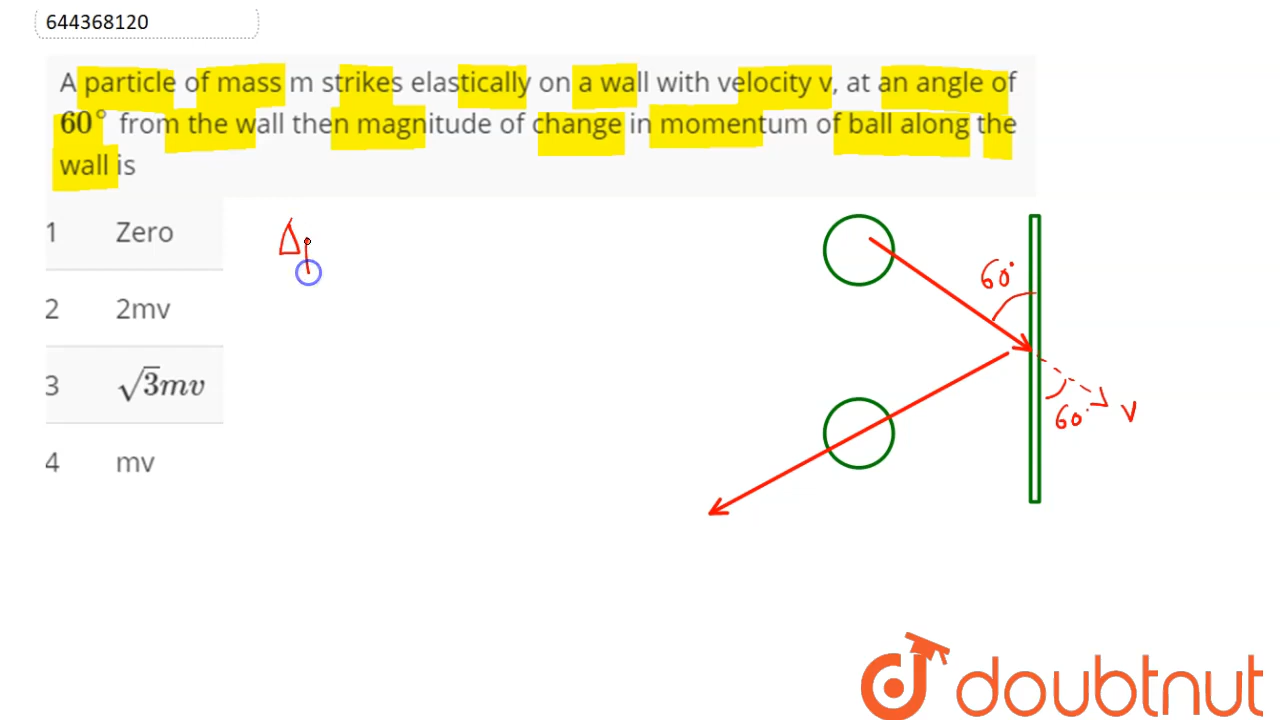 644368120
A particle of mass m strikes elastically on a wall with velocity v, at an angle of
60° from the wall then magnitude of change in momentum of ball along the
wall is
1 Zero
2 2mv
3 √3mv
4 mv
Δ
60°
60°
V
doubtnut